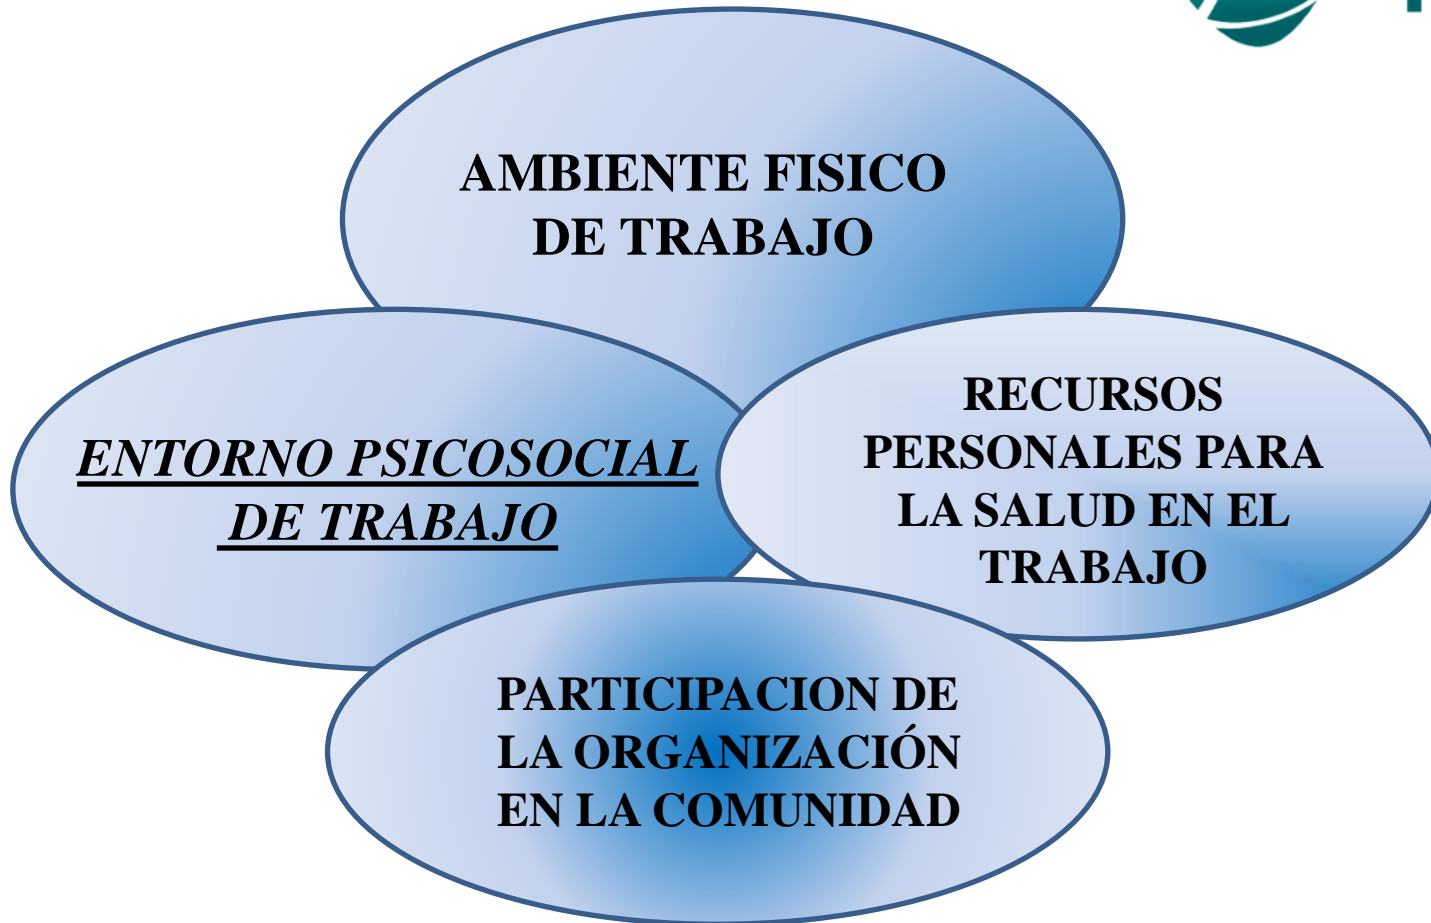 AMBIENTE FISICO
DE TRABAJO
ENTORNO PSICOSOCIAL
DE TRABAJO
RECURSOS
PERSONALES PARA
LA SALUD EN EL
TRABAJO
PARTICIPACION DE
LA ORGANIZACIÓN
EN LA COMUNIDAD